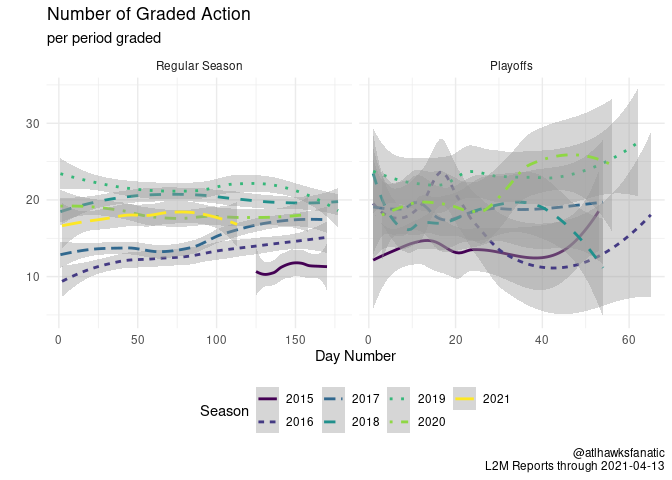 Number of Graded Action
per period graded
Regular Season
Playoffs
30
20
10
0
50
100
150
0
20
40
60
Day Number
Season
2015
2017
2019
2021
2016
2018
2020
@atlhawksfanatic
L2M Reports through 2021-04-13